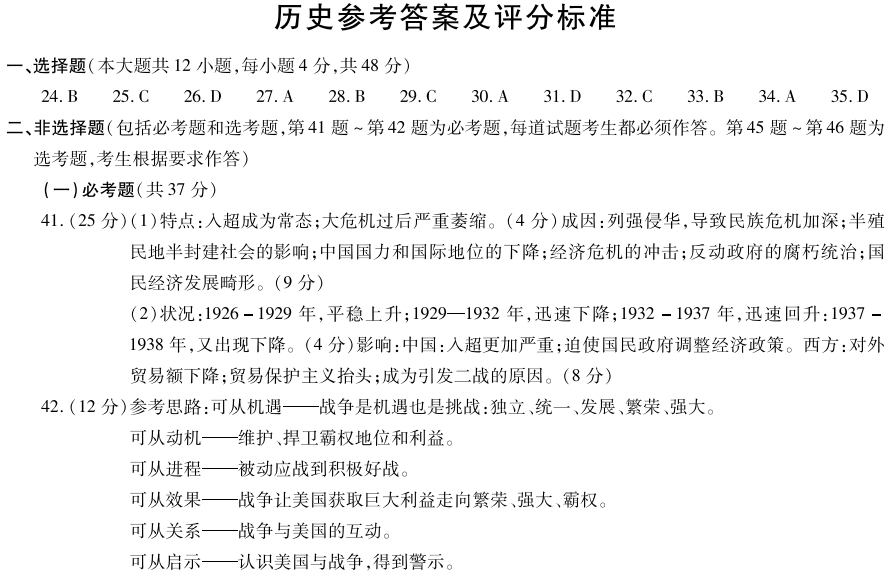 历史参考答案及评分标准
一、选择题(本大题共 12 小题,每小题 4 分,共 48 分)
24. B 25. C 26. D 27. A 28. B 29. C 30. A 31. D 32. C 33. B 34. A 35. D
二、非选择题(包括必考题和选考题,第 41 题～第 42 题为必考题,每道试题考生都必须作答。第 45 题～第 46 题为
选考题,考生根据要求作答)
(一)必考题(共 37 分)
41. (25 分)(1)特点:入超成为常态;大危机过后严重萎缩。(4 分)成因:列强侵华,导致民族危机加深;半殖
民地半封建社会的影响;中国国力和国际地位的下降;经济危机的冲击;反动政府的腐朽统治;国
民经济发展畸形。(9 分)
(2)状况:1926－1929 年,平稳上升;1929—1932 年,迅速下降;1932－1937 年,迅速回升:1937－
1938 年,又出现下降。(4 分)影响:中国:入超更加严重;迫使国民政府调整经济政策。西方:对外
贸易额下降;贸易保护主义抬头;成为引发二战的原因。(8 分)
42. (12 分)参考思路:可从机遇——战争是机遇也是挑战:独立、统一、发展、繁荣、强大。
可从动机——维护、捍卫霸权地位和利益。
可从进程——被动应战到积极好战。
可从效果——战争让美国获取巨大利益走向繁荣、强大、霸权。
可从关系——战争与美国的互动。
可从启示——认识美国与战争,得到警示。